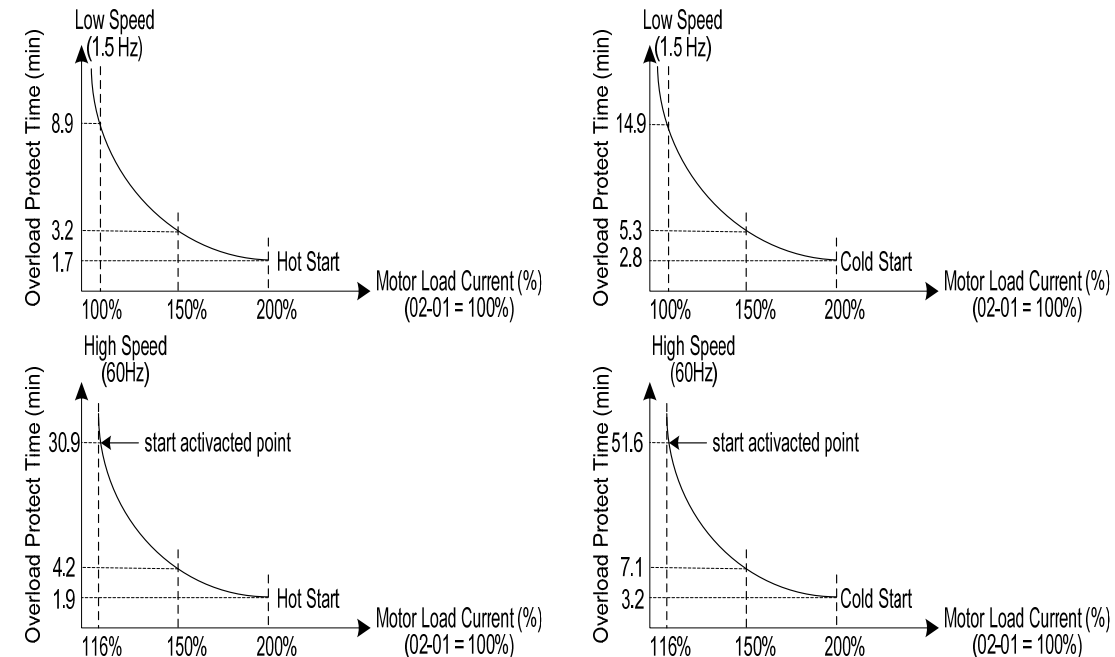 Low Speed
(1.5 Hz)
Overload Protect Time (min)
8.9
3.2
1.7
Hot Start
100%
150%
200%
Motor Load Current (%)
(02-01 = 100%)
Low Speed
(1.5 Hz)
Overload Protect Time (min)
14.9
5.3
2.8
Cold Start
100%
150%
200%
Motor Load Current (%)
(02-01 = 100%)
High Speed
(60Hz)
Overload Protect Time (min)
30.9
start activacted point
4.2
1.9
Hot Start
116%
150%
200%
Motor Load Current (%)
(02-01 = 100%)
High Speed
(60Hz)
Overload Protect Time (min)
51.6
start activacted point
7.1
3.2
Cold Start
116%
150%
200%
Motor Load Current (%)
(02-01 = 100%)